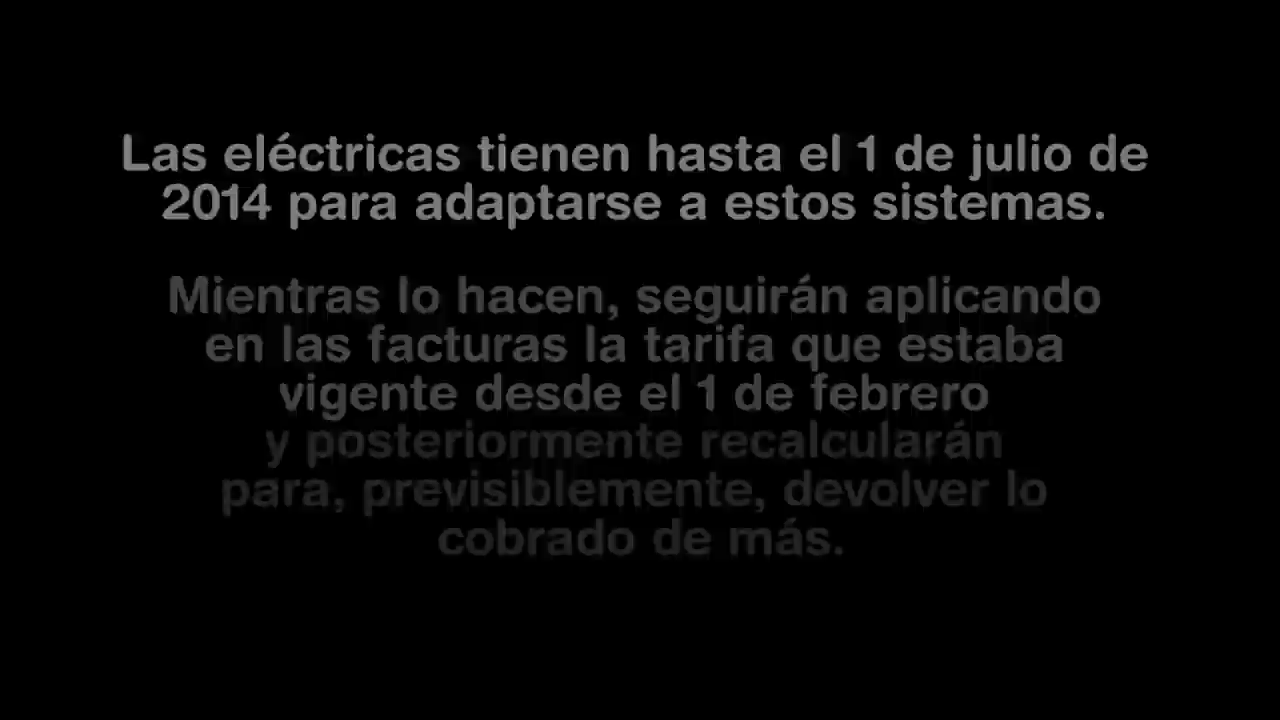 Las eléctricas tienen hasta el 1 de julio de
2014 para adaptarse a estos sistemas.
Mientras lo hacen, seguirán aplicando
en las facturas la tarifa que estaba
vigente desde el 1 de febrero
y posteriormente recalcularán
para, previsiblemente, devolver lo
cobrado de más.